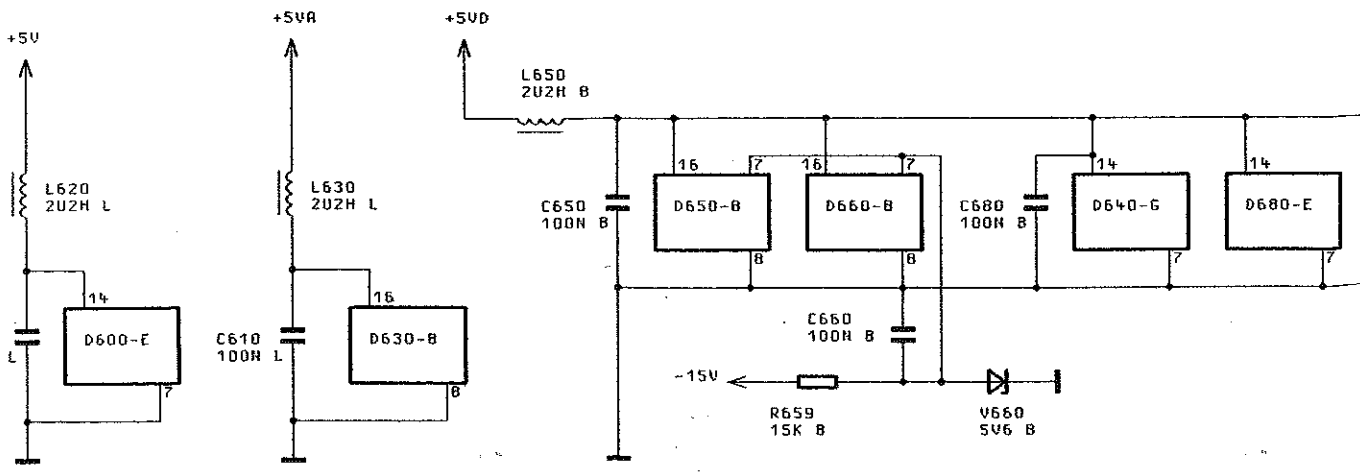 +5V
+5VA
+5VD
L650
2U2H B
L620
2U2H L
L630
2U2H L
16
7
16
7
14
14
C650
100N B
D650-B
D660-B
C680
100N B
D640-G
D680-E
8
8
7
7
14
16
L
D600-E
C610
100N L
D630-B
C660
100N B
7
8
-15V
R659
15K B
V660
5V6 B